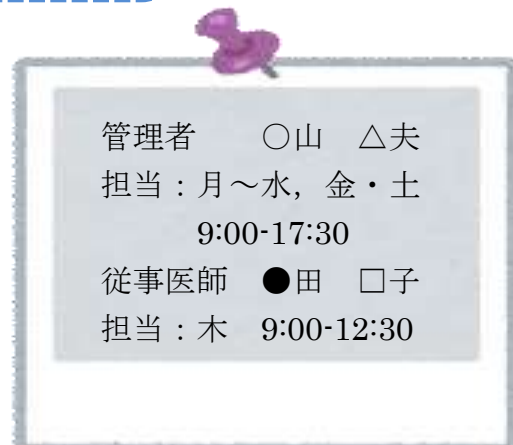 管理者　○山　△夫
担当：月～水，金・土
9:00-17:30
従事医師　●田　□子
担当：木　9:00-12:30